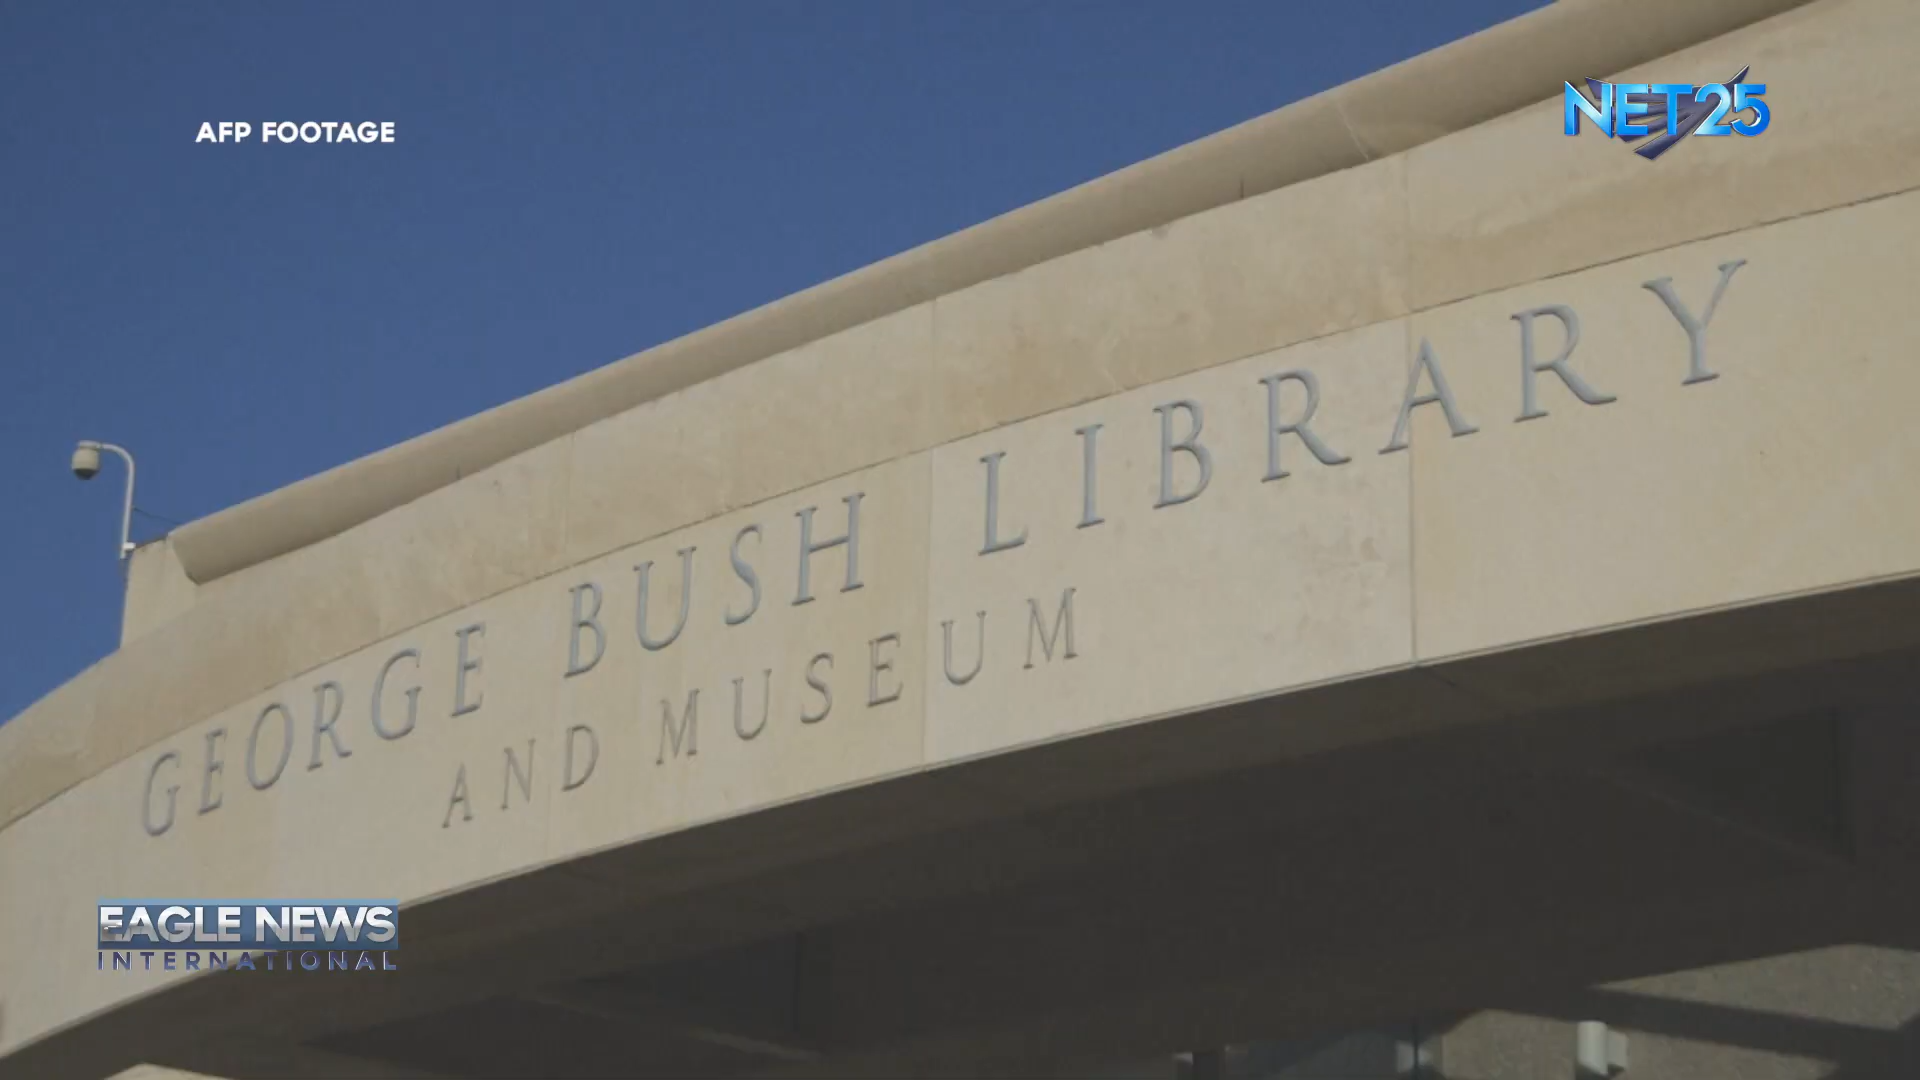 AFP FOOTAGE
NET25
GEORGE BUSH LIBRARY
AND MUSEUM
EAGLE NEWS
INTERNATIONAL